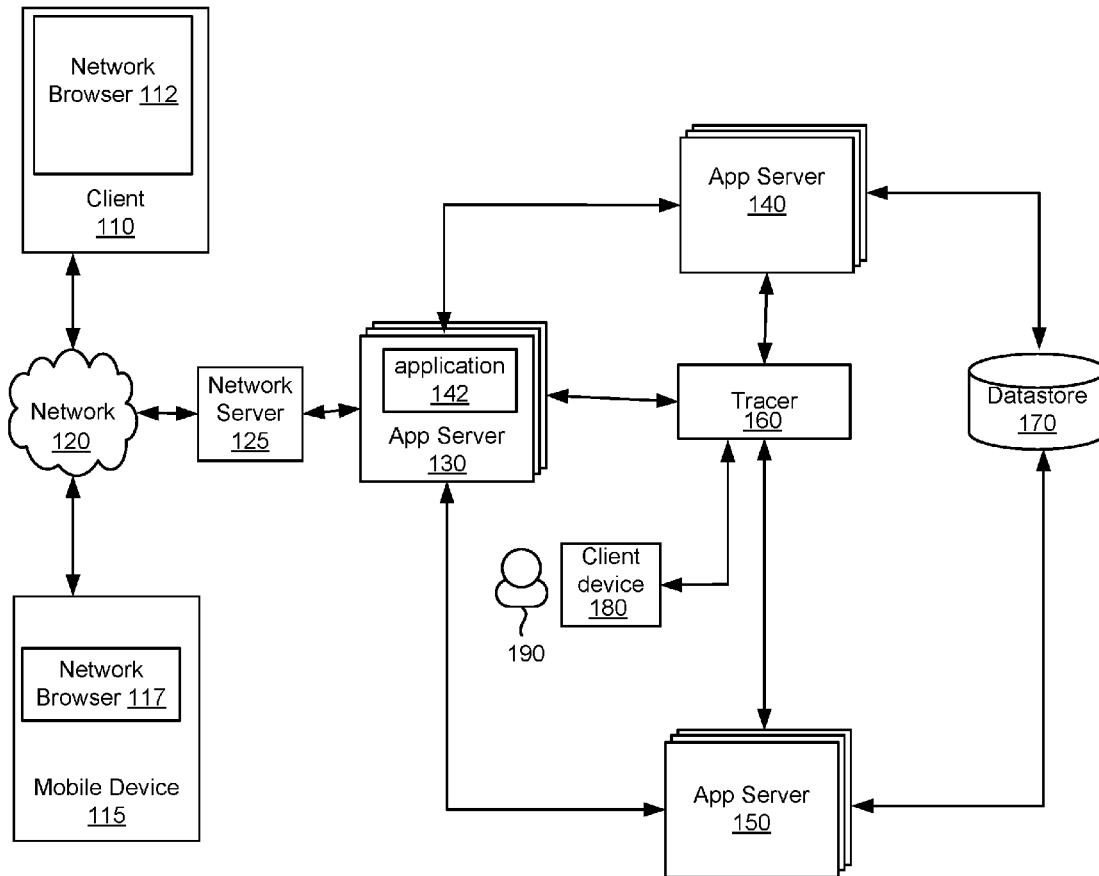 Network
Browser 112
Client
110
Network
120
Network
Server
125
application
142
App Server
130
App Server
140
Tracer
160
Datastore
170
Client
device
180
190
Network
Browser 117
Mobile Device
115
App Server
150